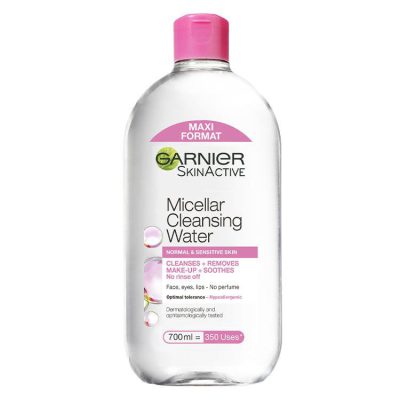 MAXI
FORMAT
GARNIER
SKINACTIVE
Micellar
Cleansing
Water
NORMAL & SENSITIVE SKIN
CLEANSES + REMOVES
MAKE-UP + SOOTHES
No rinse off
Face, eyes, lips - No perfume
Optimal tolerance - Hypoallergenic
Dermatologically and
ophtalmologically tested
700ml = 350 Uses*